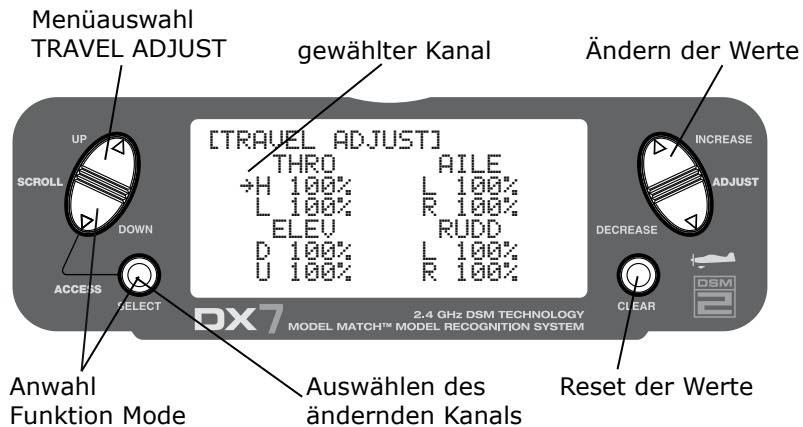 Menüauswahl
TRAVEL ADJUST
gewählter Kanal
Ändern der Werte
UP
SCROLL
DOWN
ACCESS
SELECT
[TRAVEL ADJUST]
THRO AILE
→H 100% L 100%
L 100% R 100%
ELEV RUDD
D 100% L 100%
U 100% R 100%
INCREASE
ADJUST
DECREASE
CLEAR
DSM
2
DX7
2.4 GHz DSM TECHNOLOGY
MODEL MATCH™ MODEL RECOGNITION SYSTEM
Anwahl
Funktion Mode
Auswählen des
ändernden Kanals
Reset der Werte